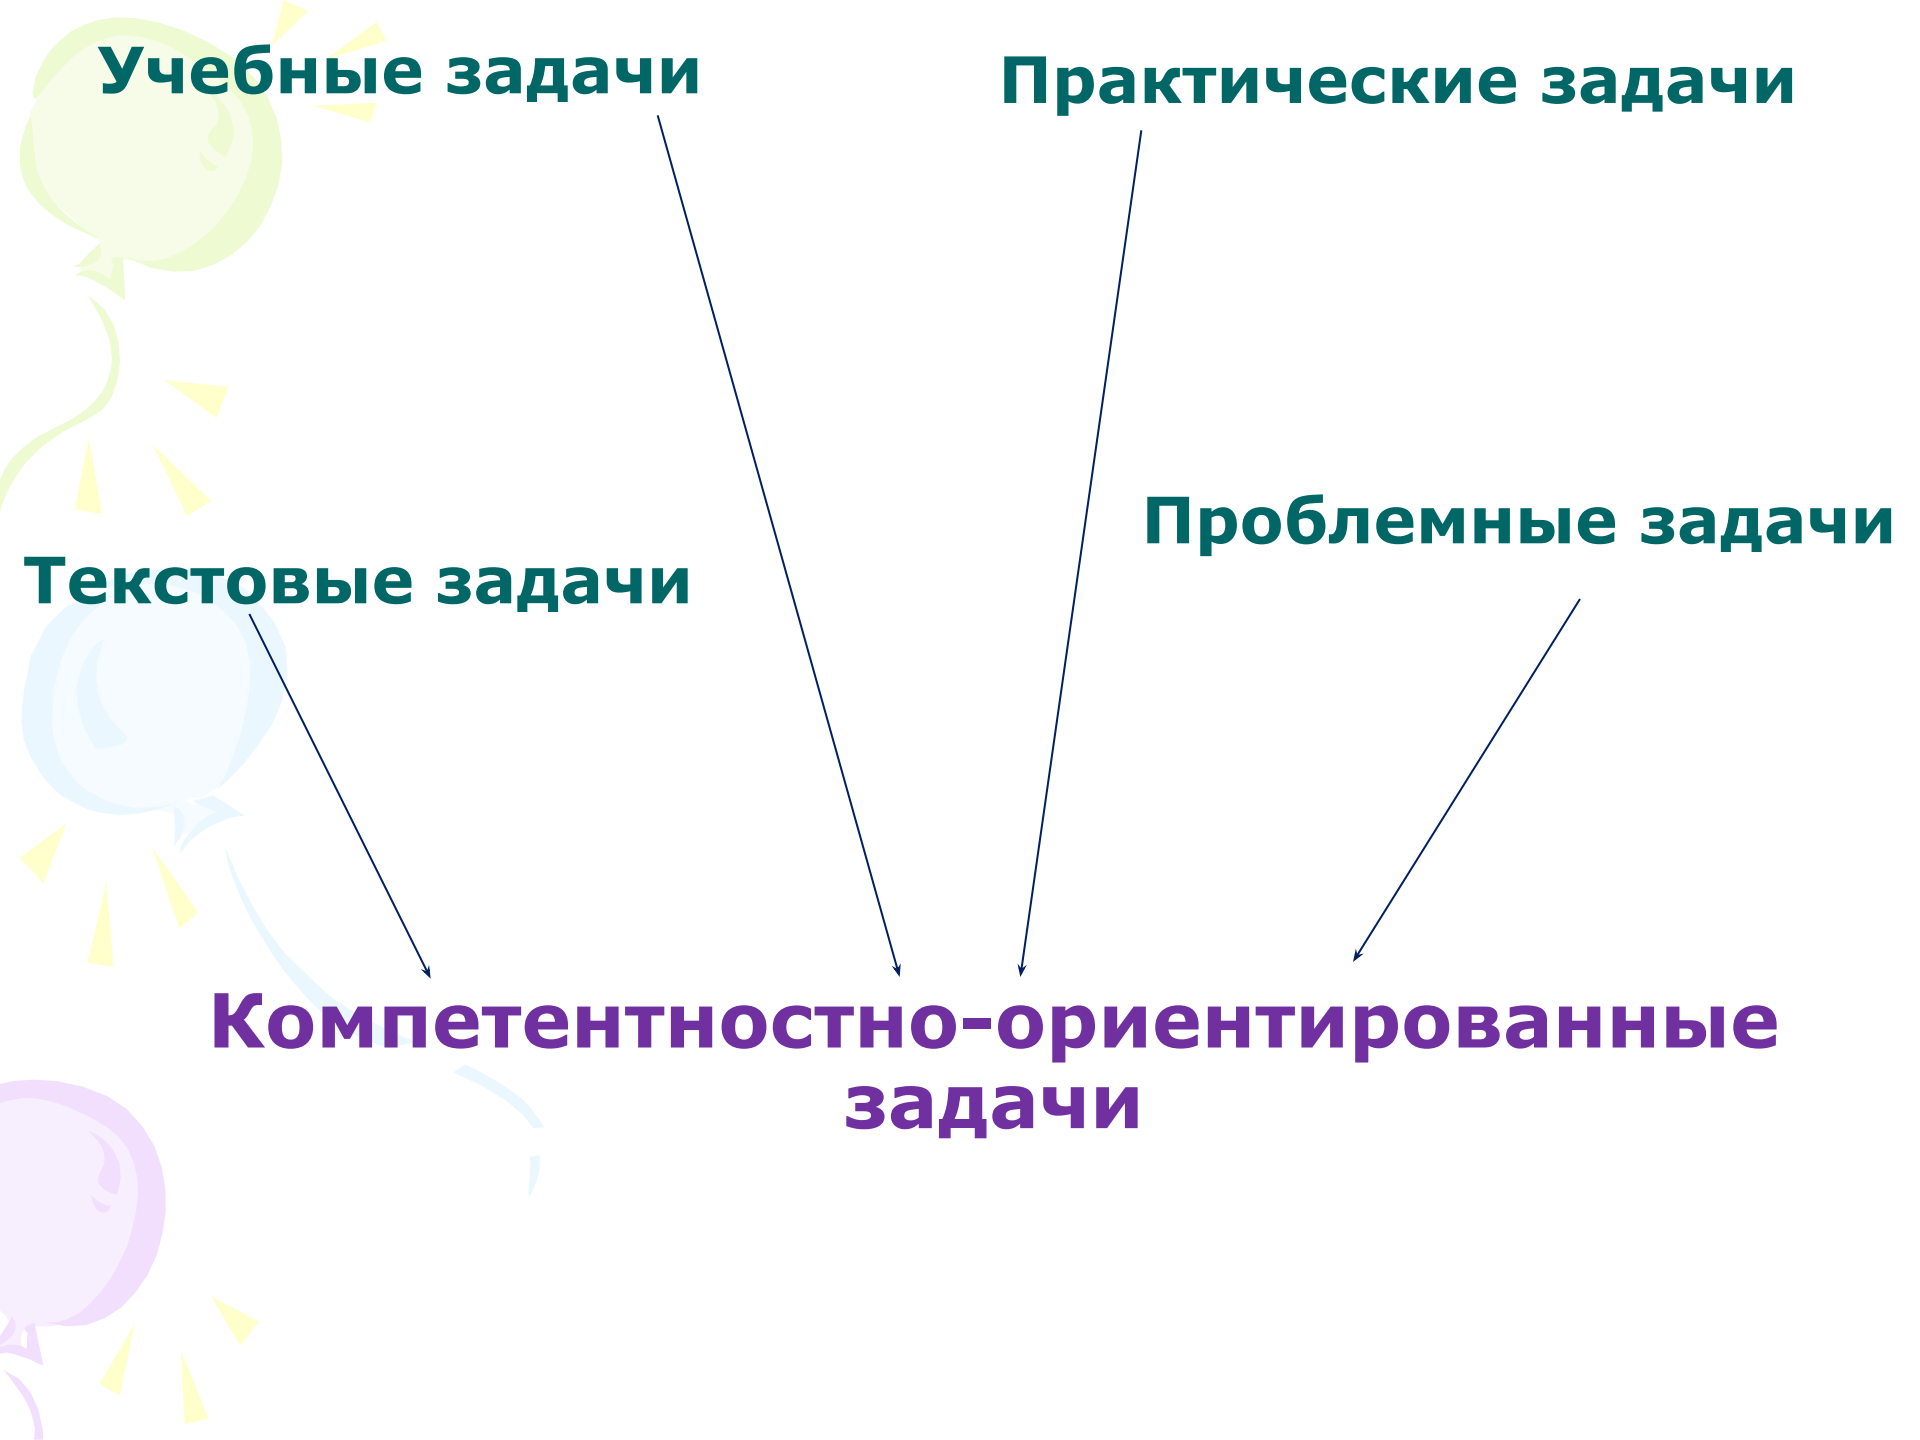 Учебные задачи
Практические задачи
Проблемные задачи
Текстовые задачи
Компетентностно-ориентированные
задачи